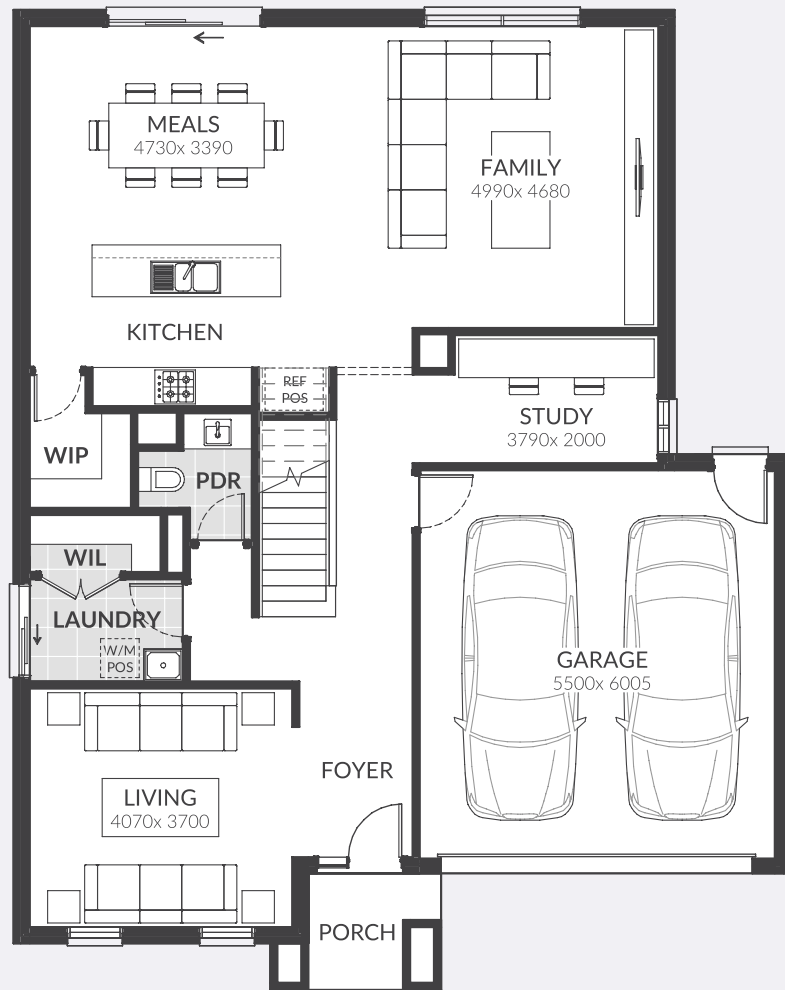 MEALS
4730x 3390
FAMILY
4990x 4680
KITCHEN
REF
POS
STUDY
3790x 2000
WIP
PDR
WIL
LAUNDRY
W/M
POS
GARAGE
5500x 6005
FOYER
LIVING
4070x 3700
PORCH